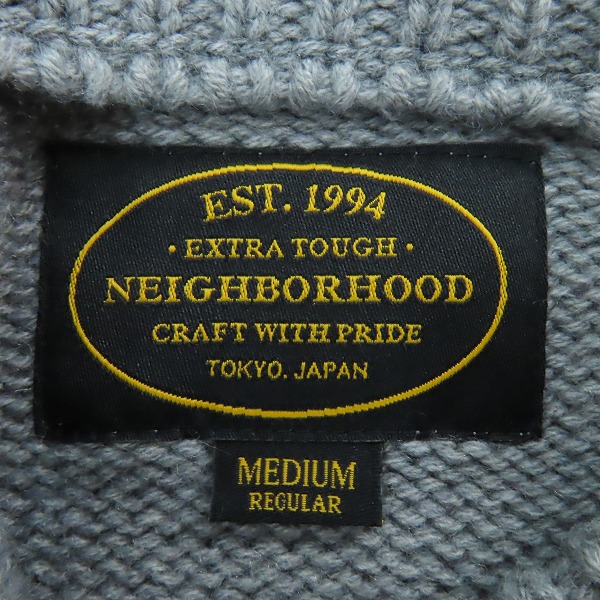 EST. 1994
· EXTRA TOUGH ·
NEIGHBORHOOD
CRAFT WITH PRIDE
TOKYO. JAPAN
MEDIUM
REGULAR